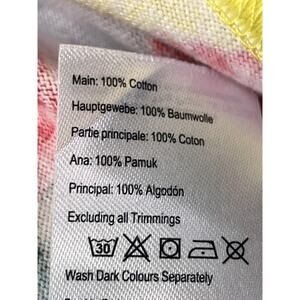 Main: 100% Cotton
Hauptgewebe: 100% Baumwolle
Partie principale: 100% Coton
Ana: 100% Pamuk
Principal: 100% Algodón
Excluding all Trimmings
30
Wash Dark Colours Separately